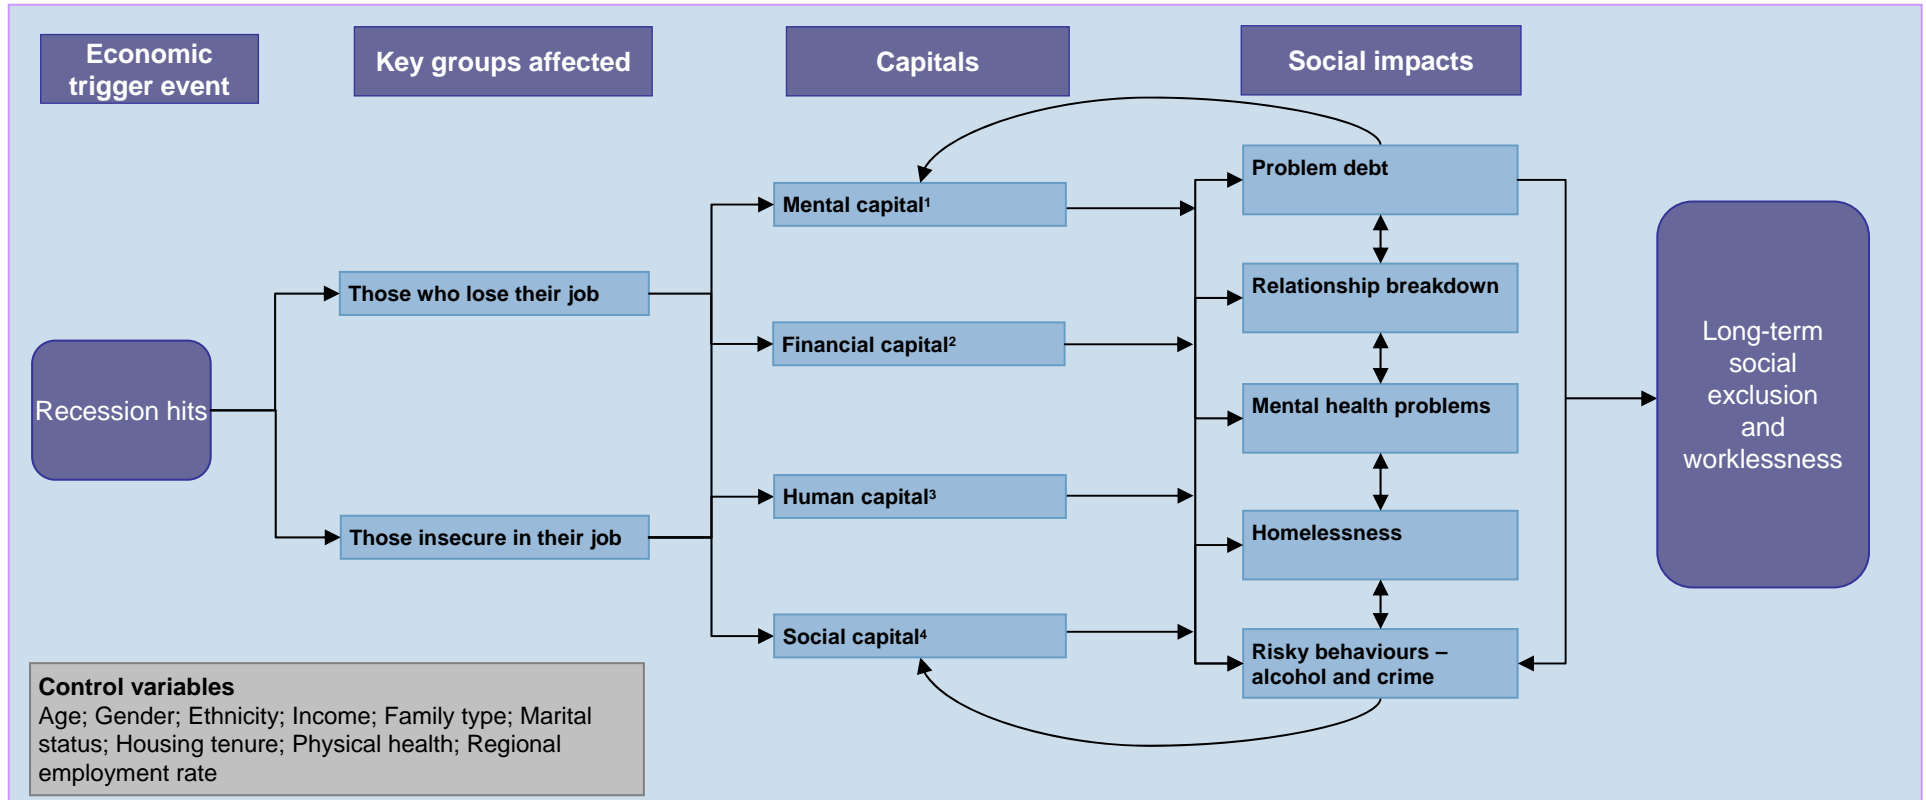 Economic
trigger event
Key groups affected
Capitals
Social impacts
Recession hits
Those who lose their job
Those insecure in their job
Mental capital¹
Financial capital²
Human capital³
Social capital⁴
Problem debt
Relationship breakdown
Mental health problems
Homelessness
Risky behaviours –
alcohol and crime
Long-term
social
exclusion
and
worklessness
Control variables
Age; Gender; Ethnicity; Income; Family type; Marital
status; Housing tenure; Physical health; Regional
employment rate